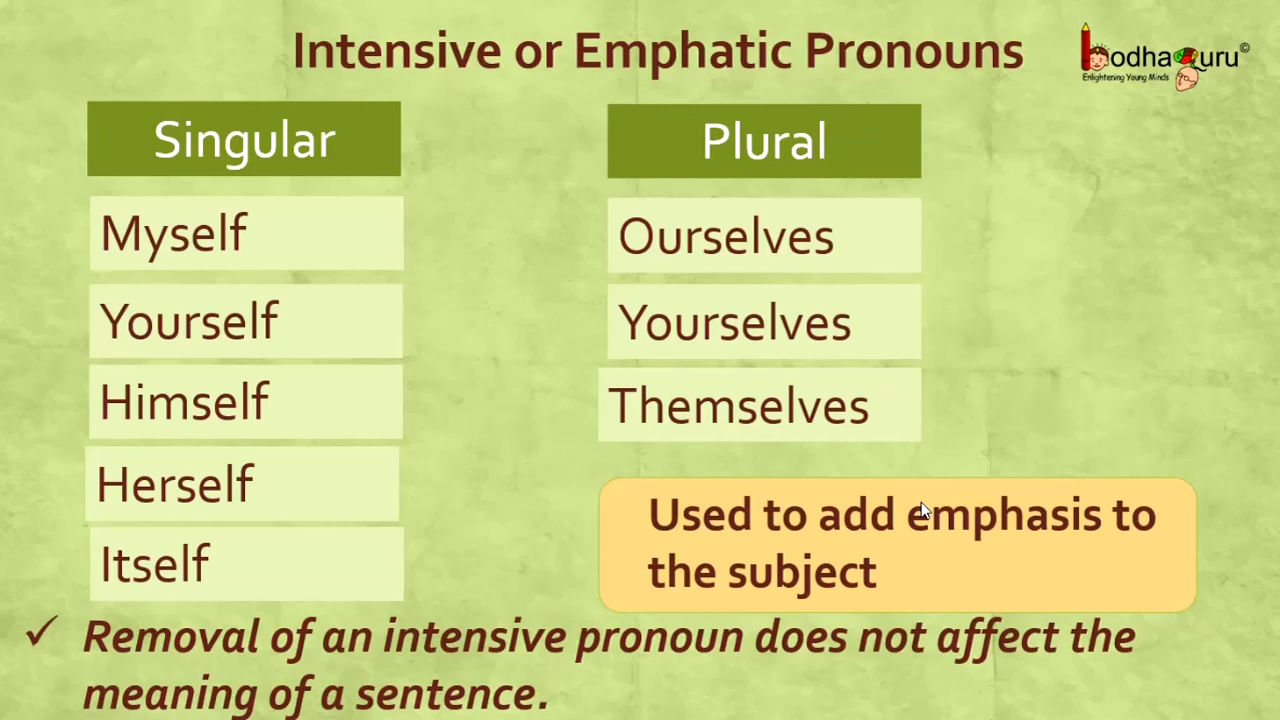 Intensive or Emphatic Pronouns
bodhaGuru©
Enlightening Young Minds
Singular
Plural
Myself
Ourselves
Yourself
Yourselves
Himself
Themselves
Herself
Itself
Used to add emphasis to
the subject
✓ Removal of an intensive pronoun does not affect the
meaning of a sentence.